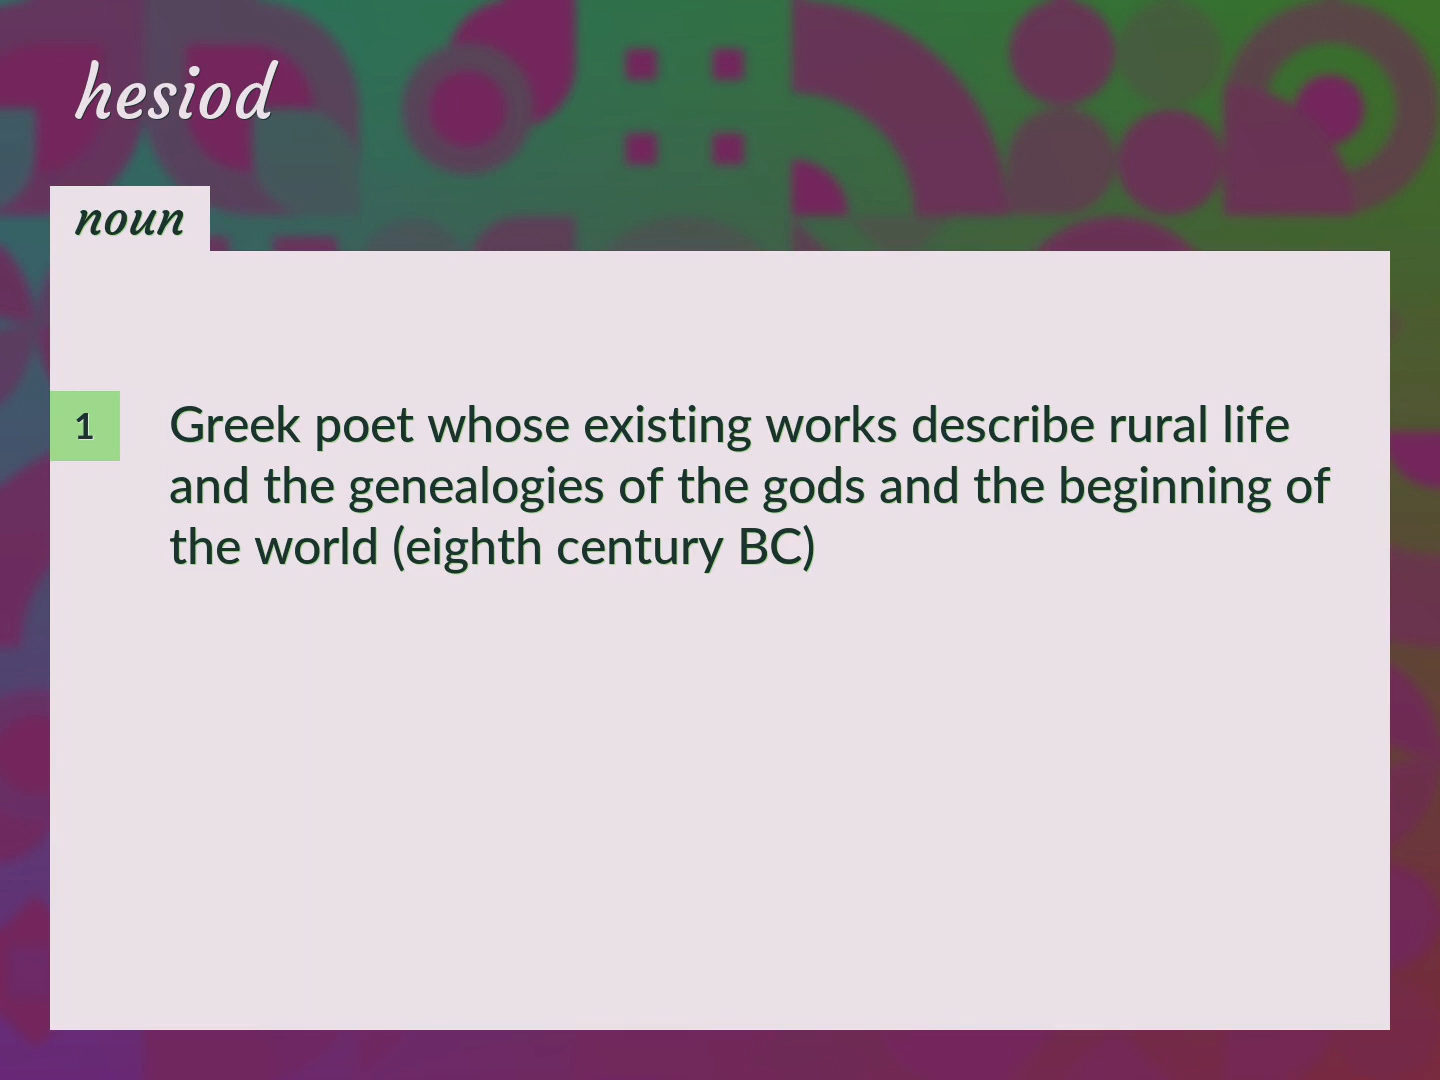 hesiod
noun
1
Greek poet whose existing works describe rural life
and the genealogies of the gods and the beginning of
the world (eighth century BC)